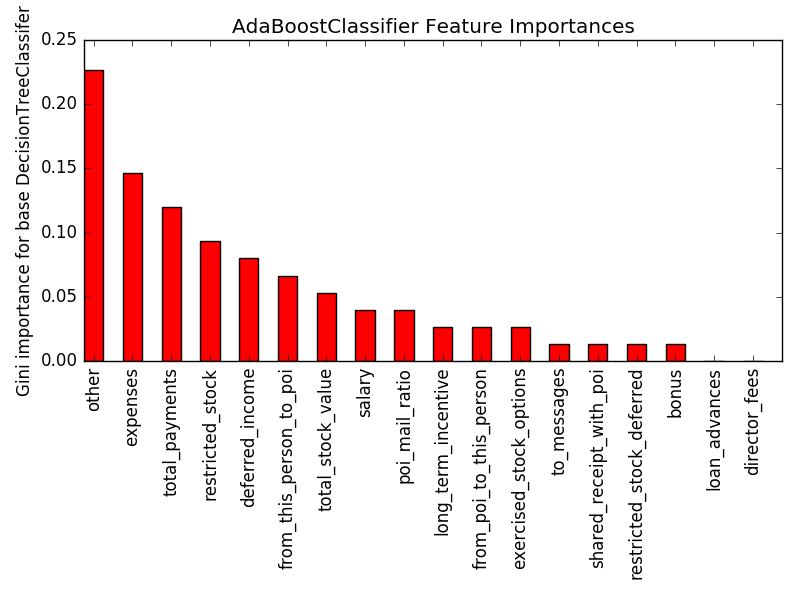 AdaBoostClassifier Feature Importances
Gini importance for base DecisionTreeClassifer
0.25
0.20
0.15
0.10
0.05
0.00
other
expenses
total_payments
restricted_stock
deferred_income
from_this_person_to_poi
total_stock_value
salary
poi_mail_ratio
long_term_incentive
from_poi_to_this_person
exercised_stock_options
to_messages
shared_receipt_with_poi
restricted_stock_deferred
bonus
loan_advances
director_fees